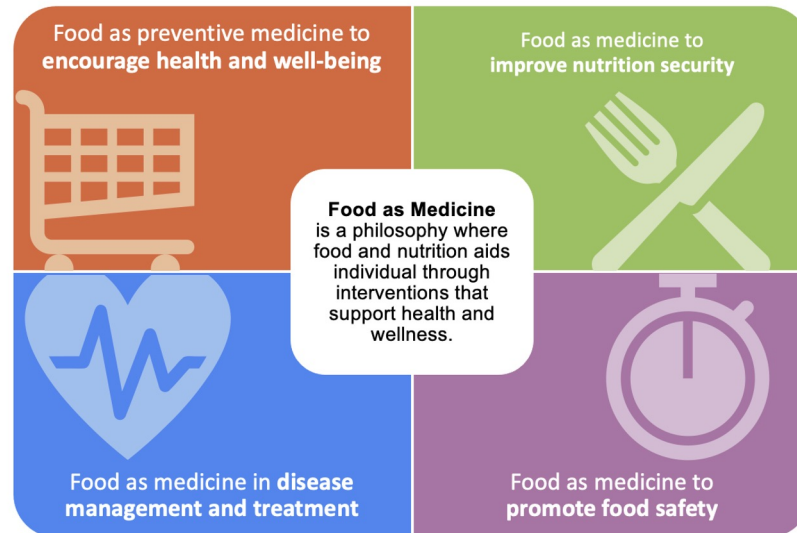 Food as preventive medicine to
encourage health and well-being
Food as medicine to
improve nutrition security
Food as Medicine
is a philosophy where
food and nutrition aids
individual through
interventions that
support health and
wellness.
Food as medicine in disease
management and treatment
Food as medicine to
promote food safety